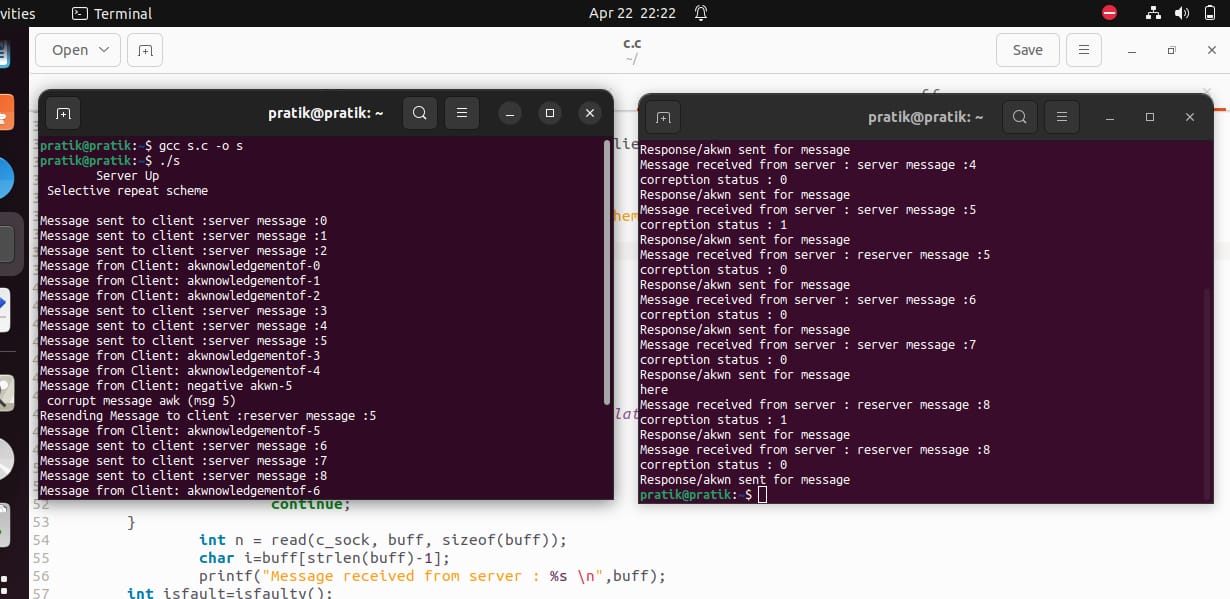 vities
Terminal
Apr 22 22:22
Open
c.c
~/
Save
pratik@pratik: ~
pratik@pratik:~$ gcc s.c -o s
pratik@pratik:~$ ./s
Server Up
Selective repeat scheme
Message sent to client :server message :0
Message sent to client :server message :1
Message sent to client :server message :2
Message from Client: akwnowledgementof-0
Message from Client: akwnowledgementof-1
Message from Client: akwnowledgementof-2
Message sent to client :server message :3
Message sent to client :server message :4
Message sent to client :server message :5
Message from Client: akwnowledgementof-3
Message from Client: akwnowledgementof-4
Message from Client: negative akwn-5
corrupt message awk (msg 5)
Resending Message to client :reserver message :5
Message from Client: akwnowledgementof-5
Message sent to client :server message :6
Message sent to client :server message :7
Message sent to client :server message :8
Message from Client: akwnowledgementof-6
lie
hem
lat
pratik@pratik: ~
Response/akwn sent for message
Message received from server : server message :4
correption status : 0
Response/akwn sent for message
Message received from server : server message :5
correption status : 1
Response/akwn sent for message
Message received from server : reserver message :5
correption status : 0
Response/akwn sent for message
Message received from server : server message :6
correption status : 0
Response/akwn sent for message
Message received from server : server message :7
correption status : 0
Response/akwn sent for message
here
Message received from server : reserver message :8
correption status : 1
Response/akwn sent for message
Message received from server : reserver message :8
correption status : 0
Response/akwn sent for message
pratik@pratik:~$
52 continue;
53 }
54 int n = read(c_sock, buff, sizeof(buff));
55 char i=buff[strlen(buff)-1];
56 printf("Message received from server : %s \n",buff);
57 int isfault=isfaulty();